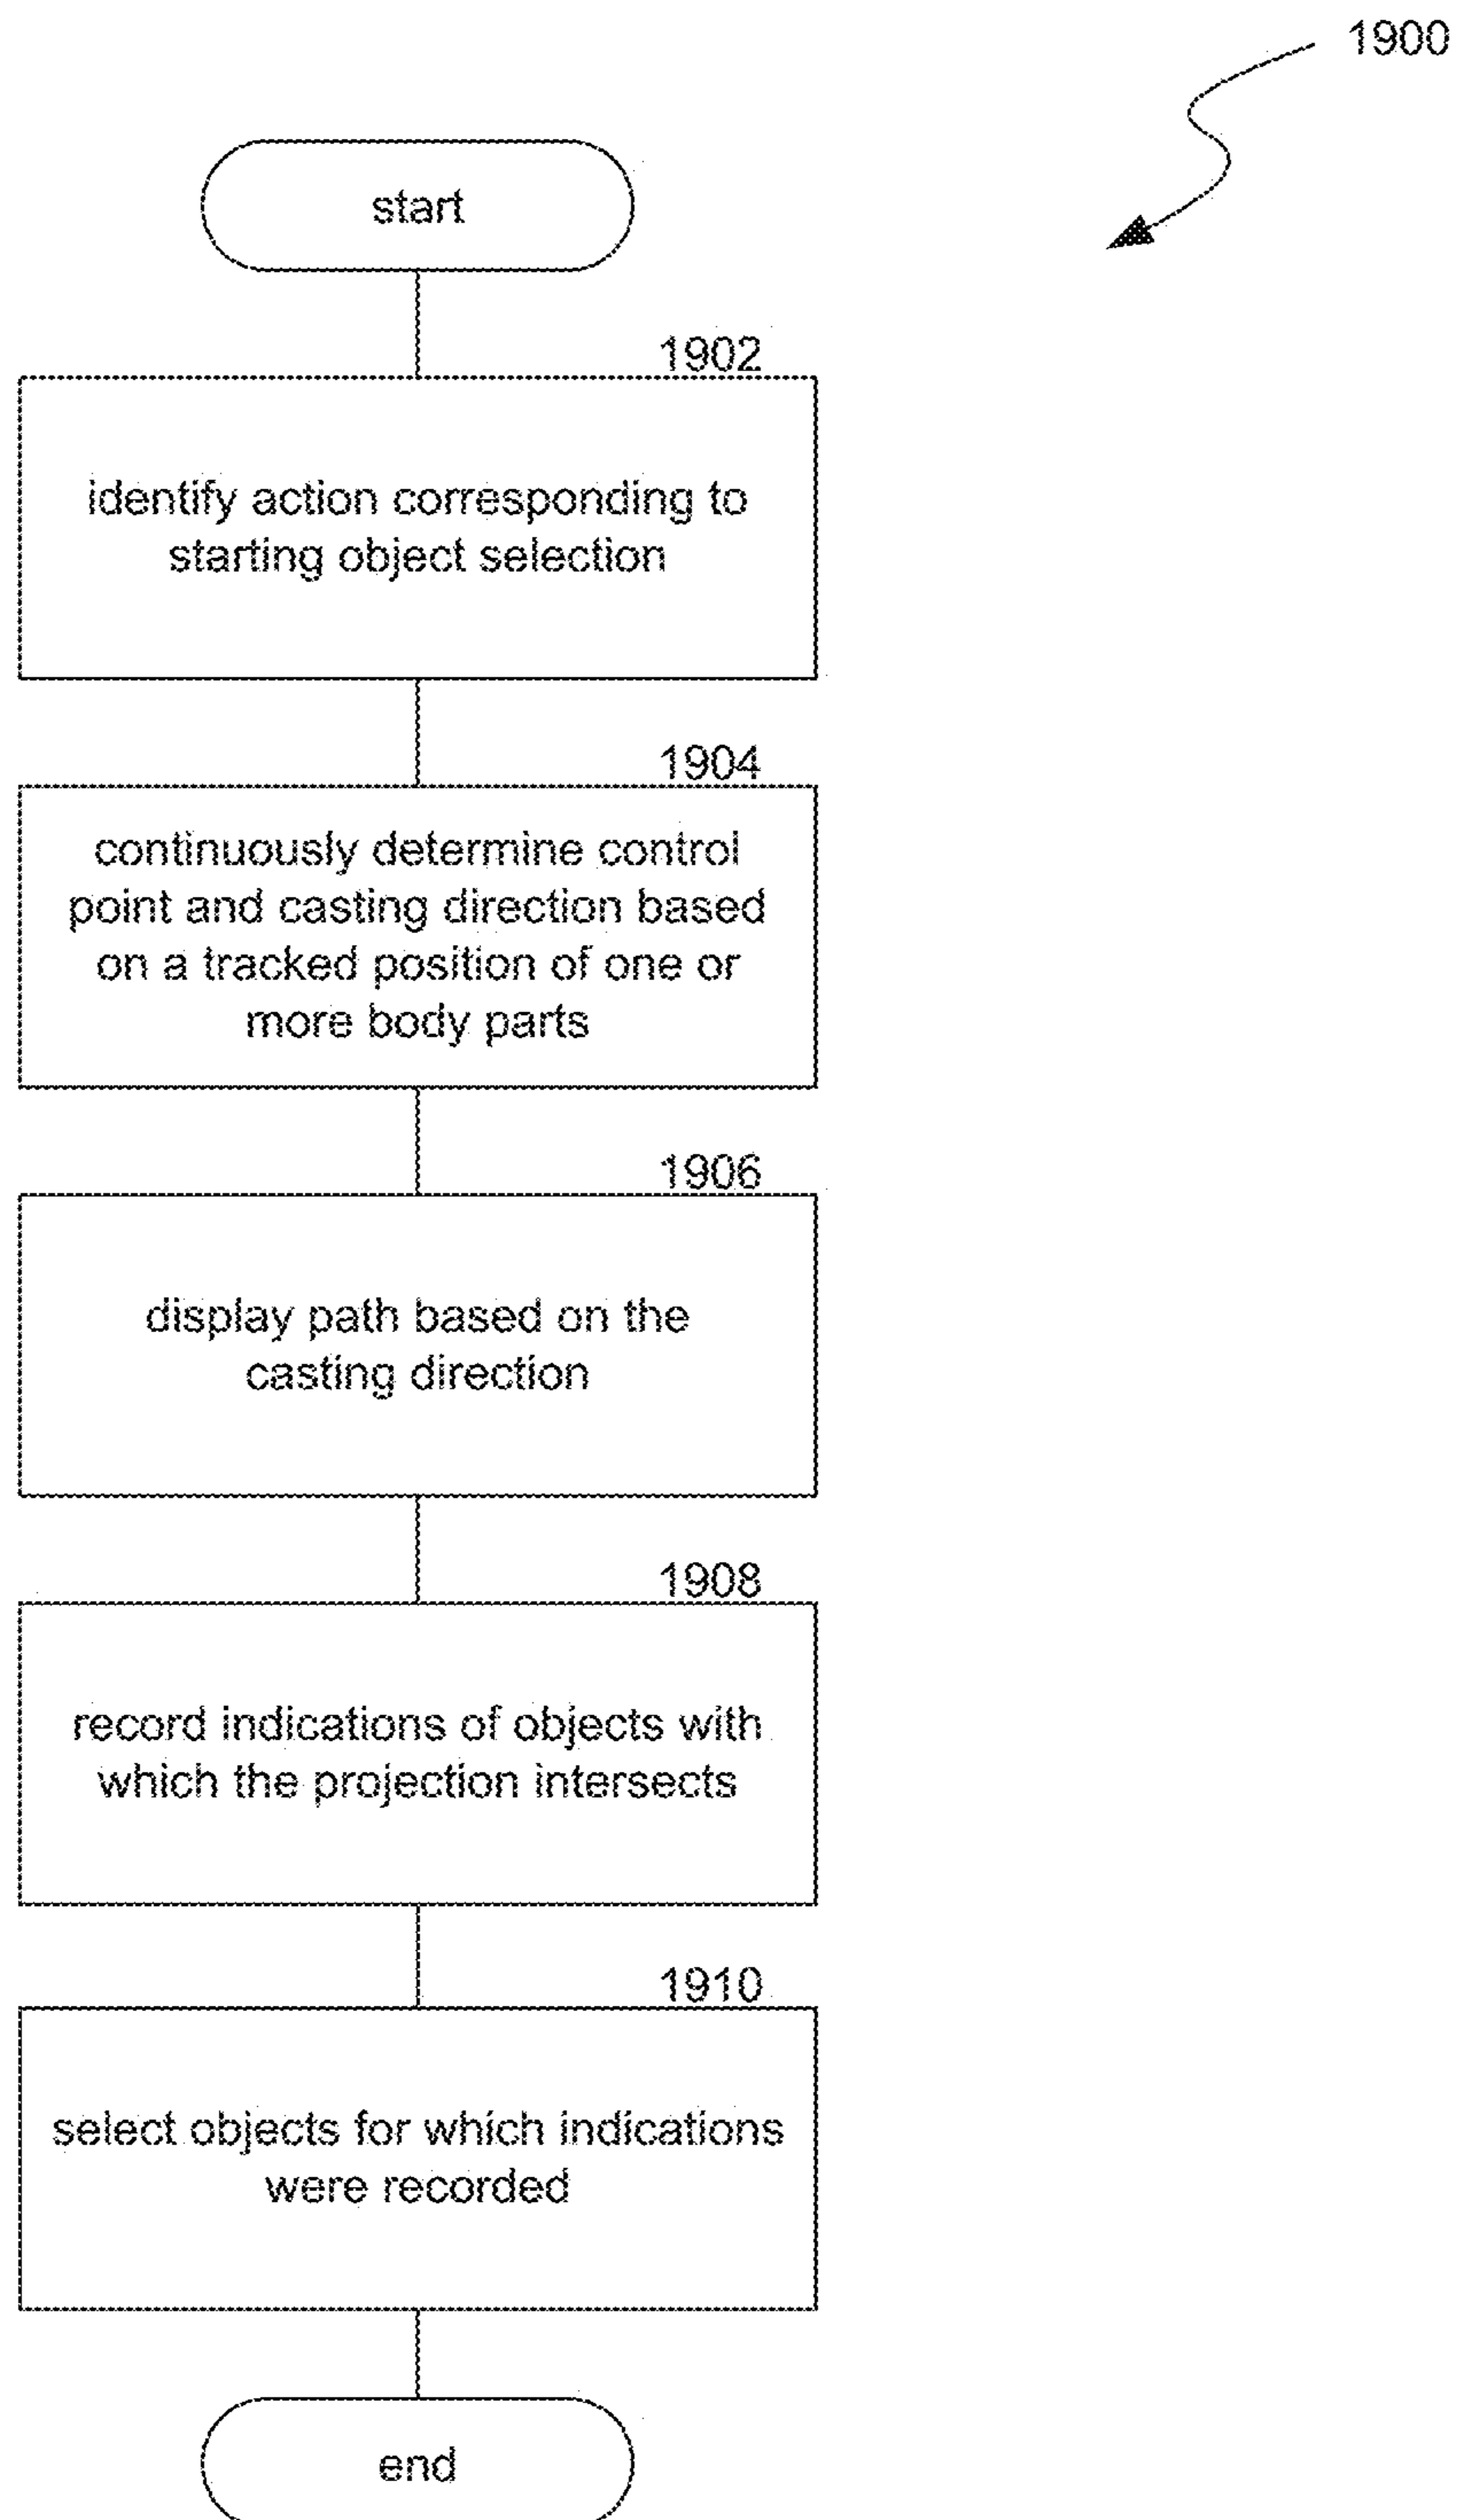 1900
start
1902
identify action corresponding to
starting object selection
1904
continuously determine control
point and casting direction based
on a tracked position of one or
more body parts
1906
display path based on the
casting direction
1908
record indications of objects with
which the projection intersects
1910
select objects for which indications
were recorded
end